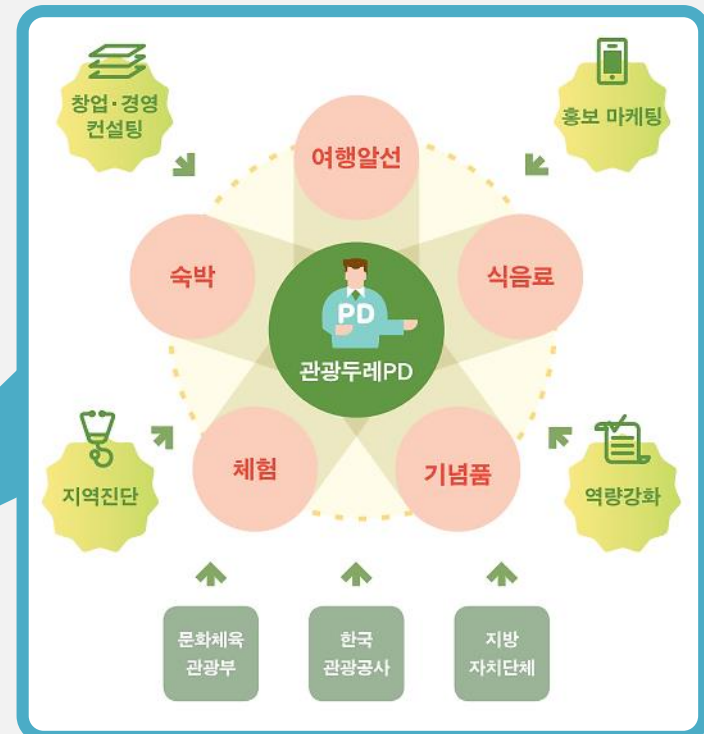 창업·경영
컨설팅
홍보 마케팅
여행알선
숙박
식음료
PD
관광두레PD
체험
기념품
지역진단
역량강화
문화체육
관광부
한국
관광공사
지방
자치단체